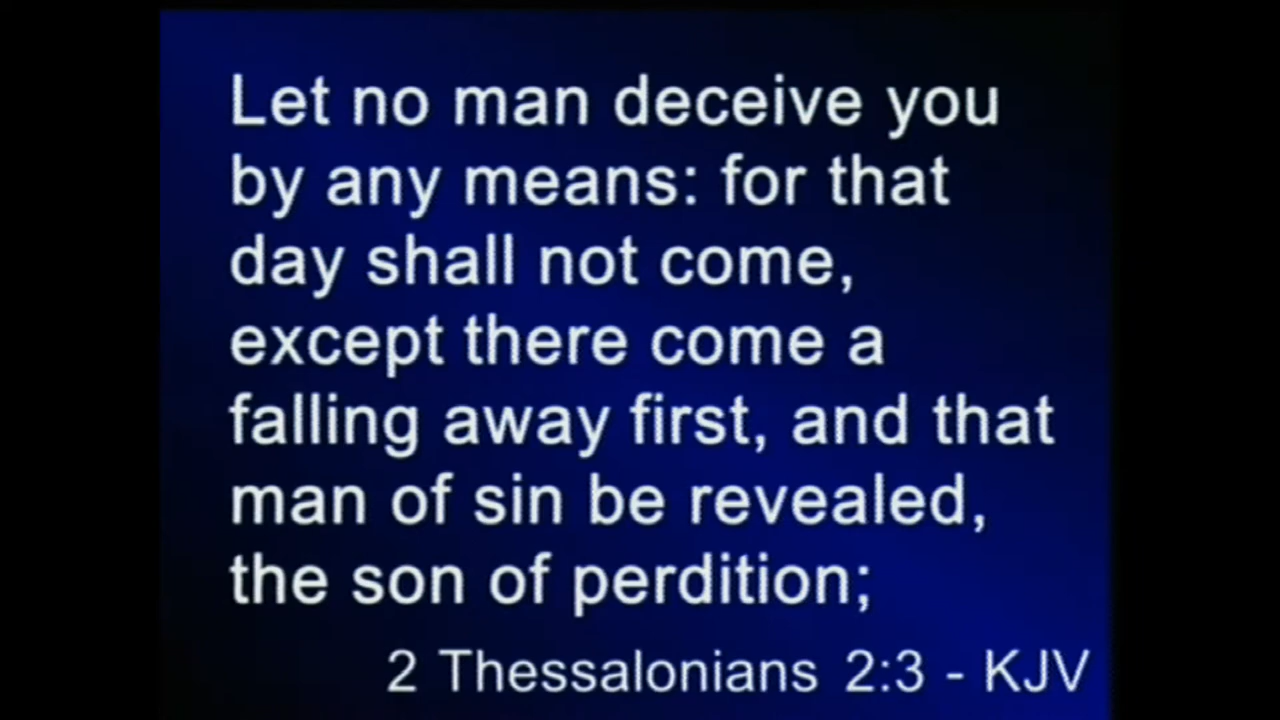 Let no man deceive you
by any means: for that
day shall not come,
except there come a
falling away first, and that
man of sin be revealed,
the son of perdition;
2 Thessalonians 2:3 - KJV